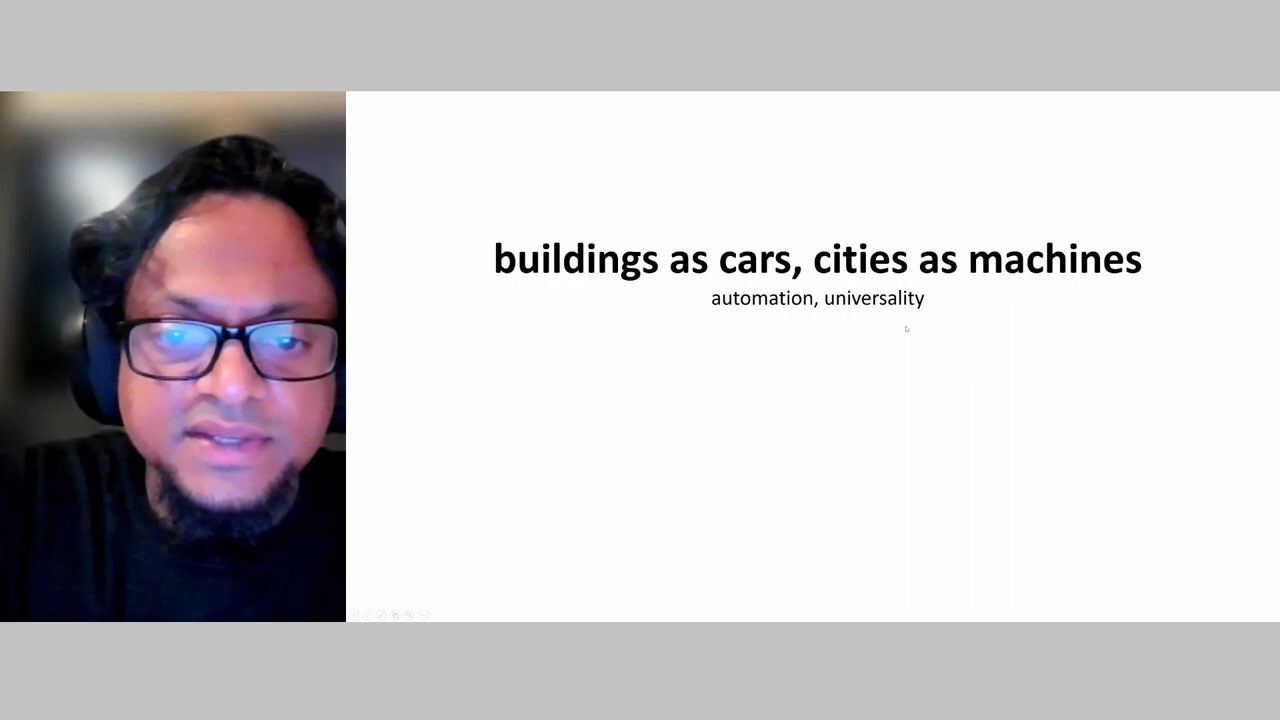 buildings as cars, cities as machines
automation, universality